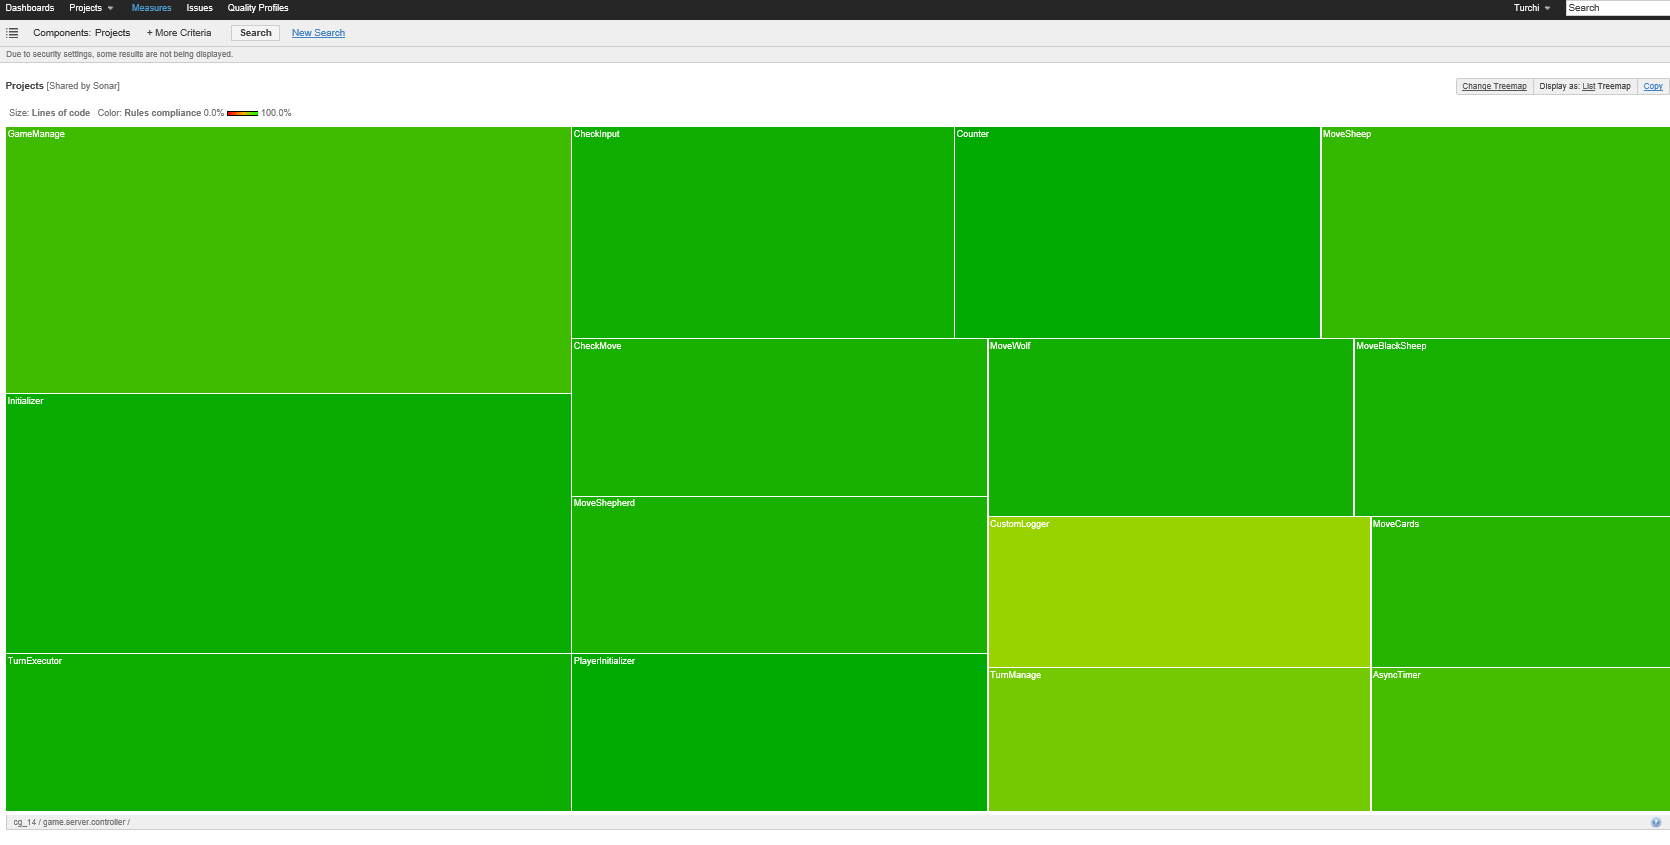 Dashboards Projects Measures Issues Quality Profiles Turchi Search
Components: Projects + More Criteria Search New Search
Due to security settings, some results are not being displayed.
Projects [Shared by Sonar] Change Treemap Display as: List Treemap Copy
Size: Lines of code Color: Rules compliance 0.0% 100.0%
GameManage CheckInput Counter MoveSheep
CheckMove MoveWolf MoveBlackSheep
Initializer
MoveShepherd
CustomLogger MoveCards
TurnExecutor PlayerInitializer
TurnManage AsyncTimer
cg_14 / game.server.controller / ?